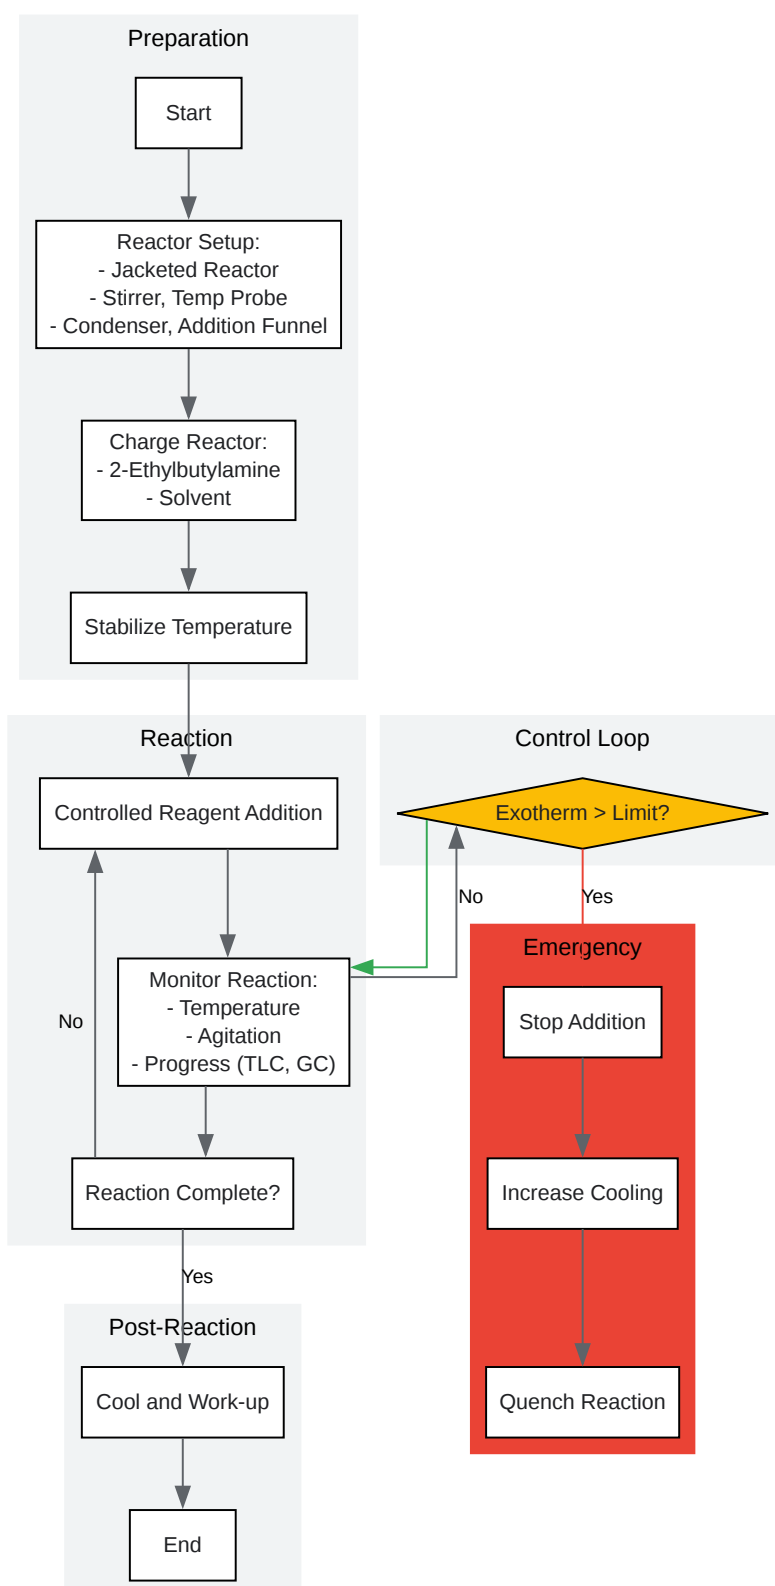 Preparation
Start
Reactor Setup:
- Jacketed Reactor
- Stirrer, Temp Probe
- Condenser, Addition Funnel
Charge Reactor:
- 2-Ethylbutylamine
- Solvent
Stabilize Temperature
Reaction
Controlled Reagent Addition
Monitor Reaction:
- Temperature
- Agitation
- Progress (TLC, GC)
No
Reaction Complete?
Yes
Control Loop
Exotherm > Limit?
No
Yes
Emergency
Stop Addition
Increase Cooling
Quench Reaction
Post-Reaction
Cool and Work-up
End